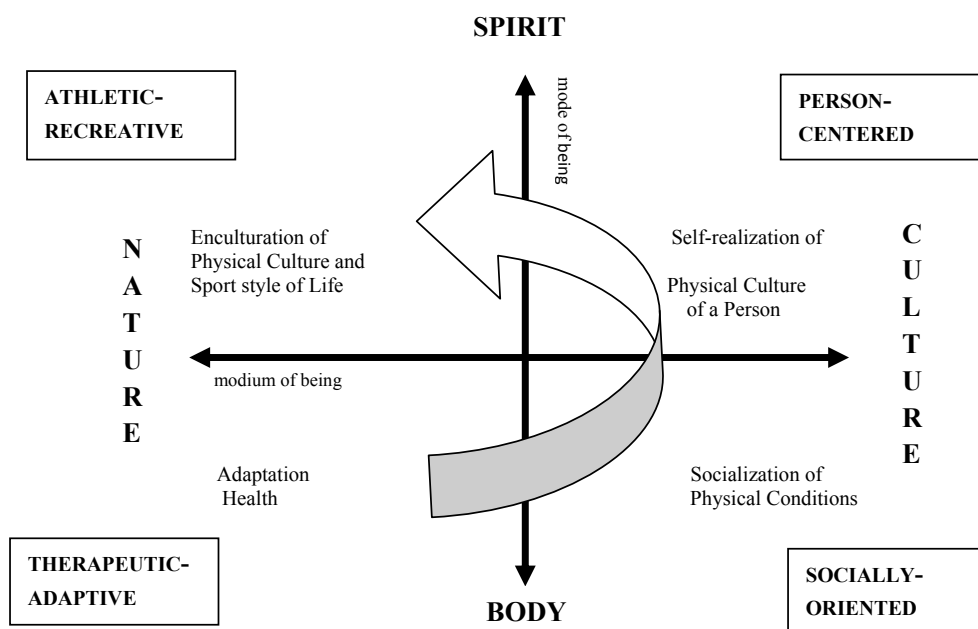 SPIRIT
ATHLETIC-
RECREATIVE
mode of being
PERSON-
CENTERED
NATURE
Enculturation of
Physical Culture and
Sport style of Life
Self-realization of
Physical Culture
of a Person
CULTURE
modium of being
Adaptation
Health
Socialization of
Physical Conditions
THERAPEUTIC-
ADAPTIVE
BODY
SOCIALLY-
ORIENTED